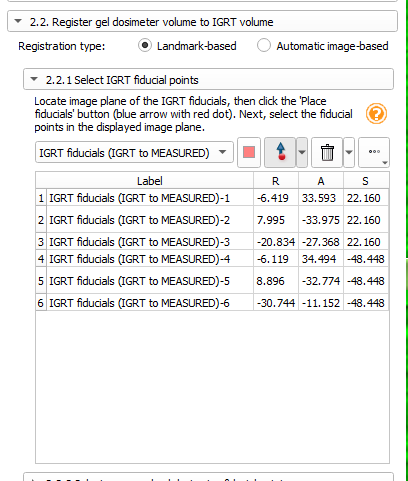 2.2. Register gel dosimeter volume to IGRT volume
Registration type: Landmark-based Automatic image-based
2.2.1 Select IGRT fiducial points
Locate image plane of the IGRT fiducials, then click the 'Place
fiducials' button (blue arrow with red dot). Next, select the fiducial
points in the displayed image plane.
?
IGRT fiducials (IGRT to MEASURED)
Label R A S
1 IGRT fiducials (IGRT to MEASURED)-1 -6.419 33.593 22.160
2 IGRT fiducials (IGRT to MEASURED)-2 7.995 -33.975 22.160
3 IGRT fiducials (IGRT to MEASURED)-3 -20.834 -27.368 22.160
4 IGRT fiducials (IGRT to MEASURED)-4 -6.119 34.494 -48.448
5 IGRT fiducials (IGRT to MEASURED)-5 8.896 -32.774 -48.448
6 IGRT fiducials (IGRT to MEASURED)-6 -30.744 -11.152 -48.448